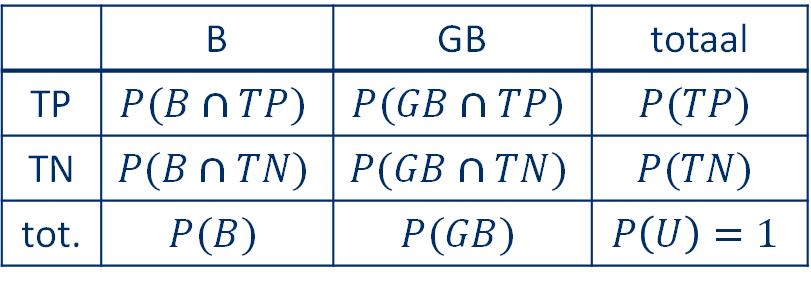 B GB totaal
TP P(B ∩ TP) P(GB ∩ TP) P(TP)
TN P(B ∩ TN) P(GB ∩ TN) P(TN)
tot. P(B) P(GB) P(U) = 1